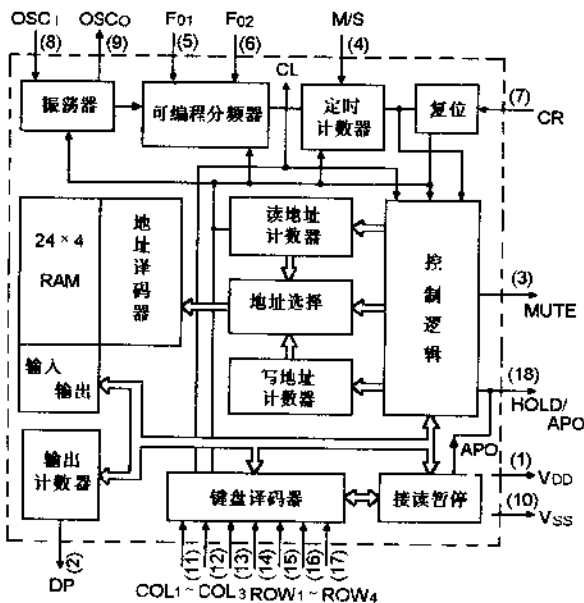 OSCI OSCO F01 F02 M/S
(8) (9) (5) (6) (4)
CL
振荡器
可编程分频器
定时
计数器
复位
(7)
CR
24×4
RAM
地址译码器
读地址
计数器
地址选择
写地址
计数器
控制逻辑
(3)
MUTE
(18)
HOLD/
APO
输入
输出
输出
计数器
键盘译码器
接读暂停
APO
(1)
VDD
(10)
VSS
(2)
DP
(11) (12) (13) (14) (15) (16) (17)
COL1~COL3 ROW1~ROW4